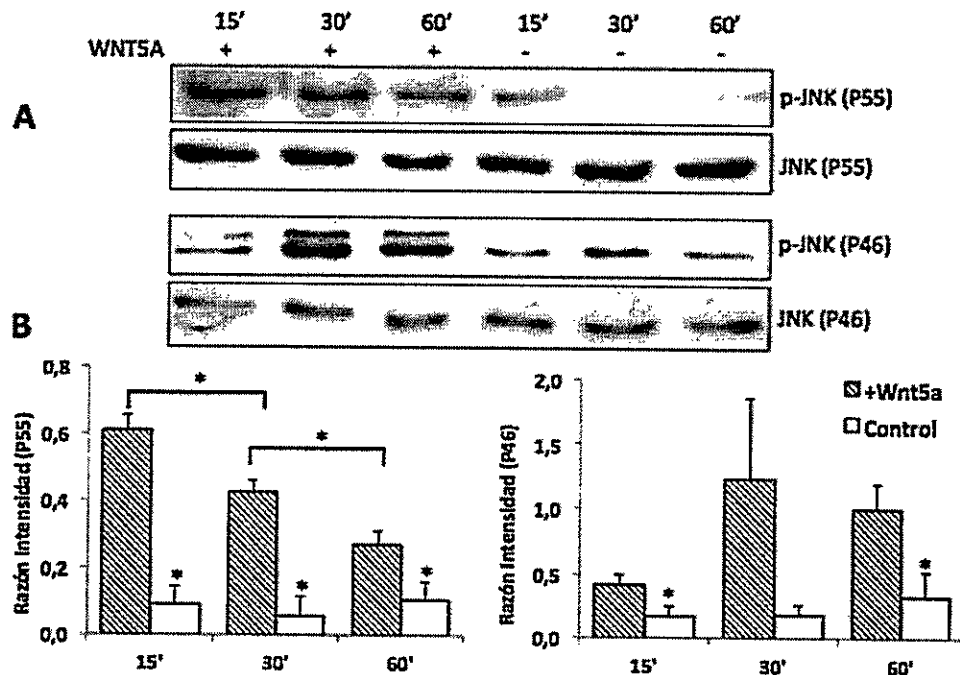 15' 30' 60' 15' 30' 60'
WNT5A + + + - - -
A
p-JNK (P55)
JNK (P55)
p-JNK (P46)
JNK (P46)
B
0,8
0,6
0,4
0,2
0,0
Razón Intensidad (P55)
*
*
*
*
*
15' 30' 60'
2,0
1,5
1,0
0,5
0,0
Razón Intensidad (P46)
*
*
15' 30' 60'
+Wnt5a
Control